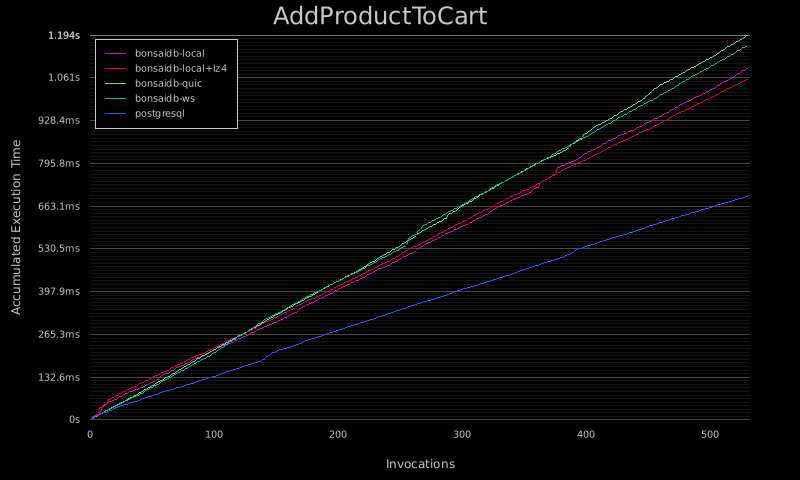 AddProductToCart
1.194s
1.061s
928.4ms
795.8ms
663.1ms
530.5ms
397.9ms
265.3ms
132.6ms
0s
bonsaidb-local
bonsaidb-local+lz4
bonsaidb-quic
bonsaidb-ws
postgresql
Accumulated Execution Time
0 100 200 300 400 500
Invocations